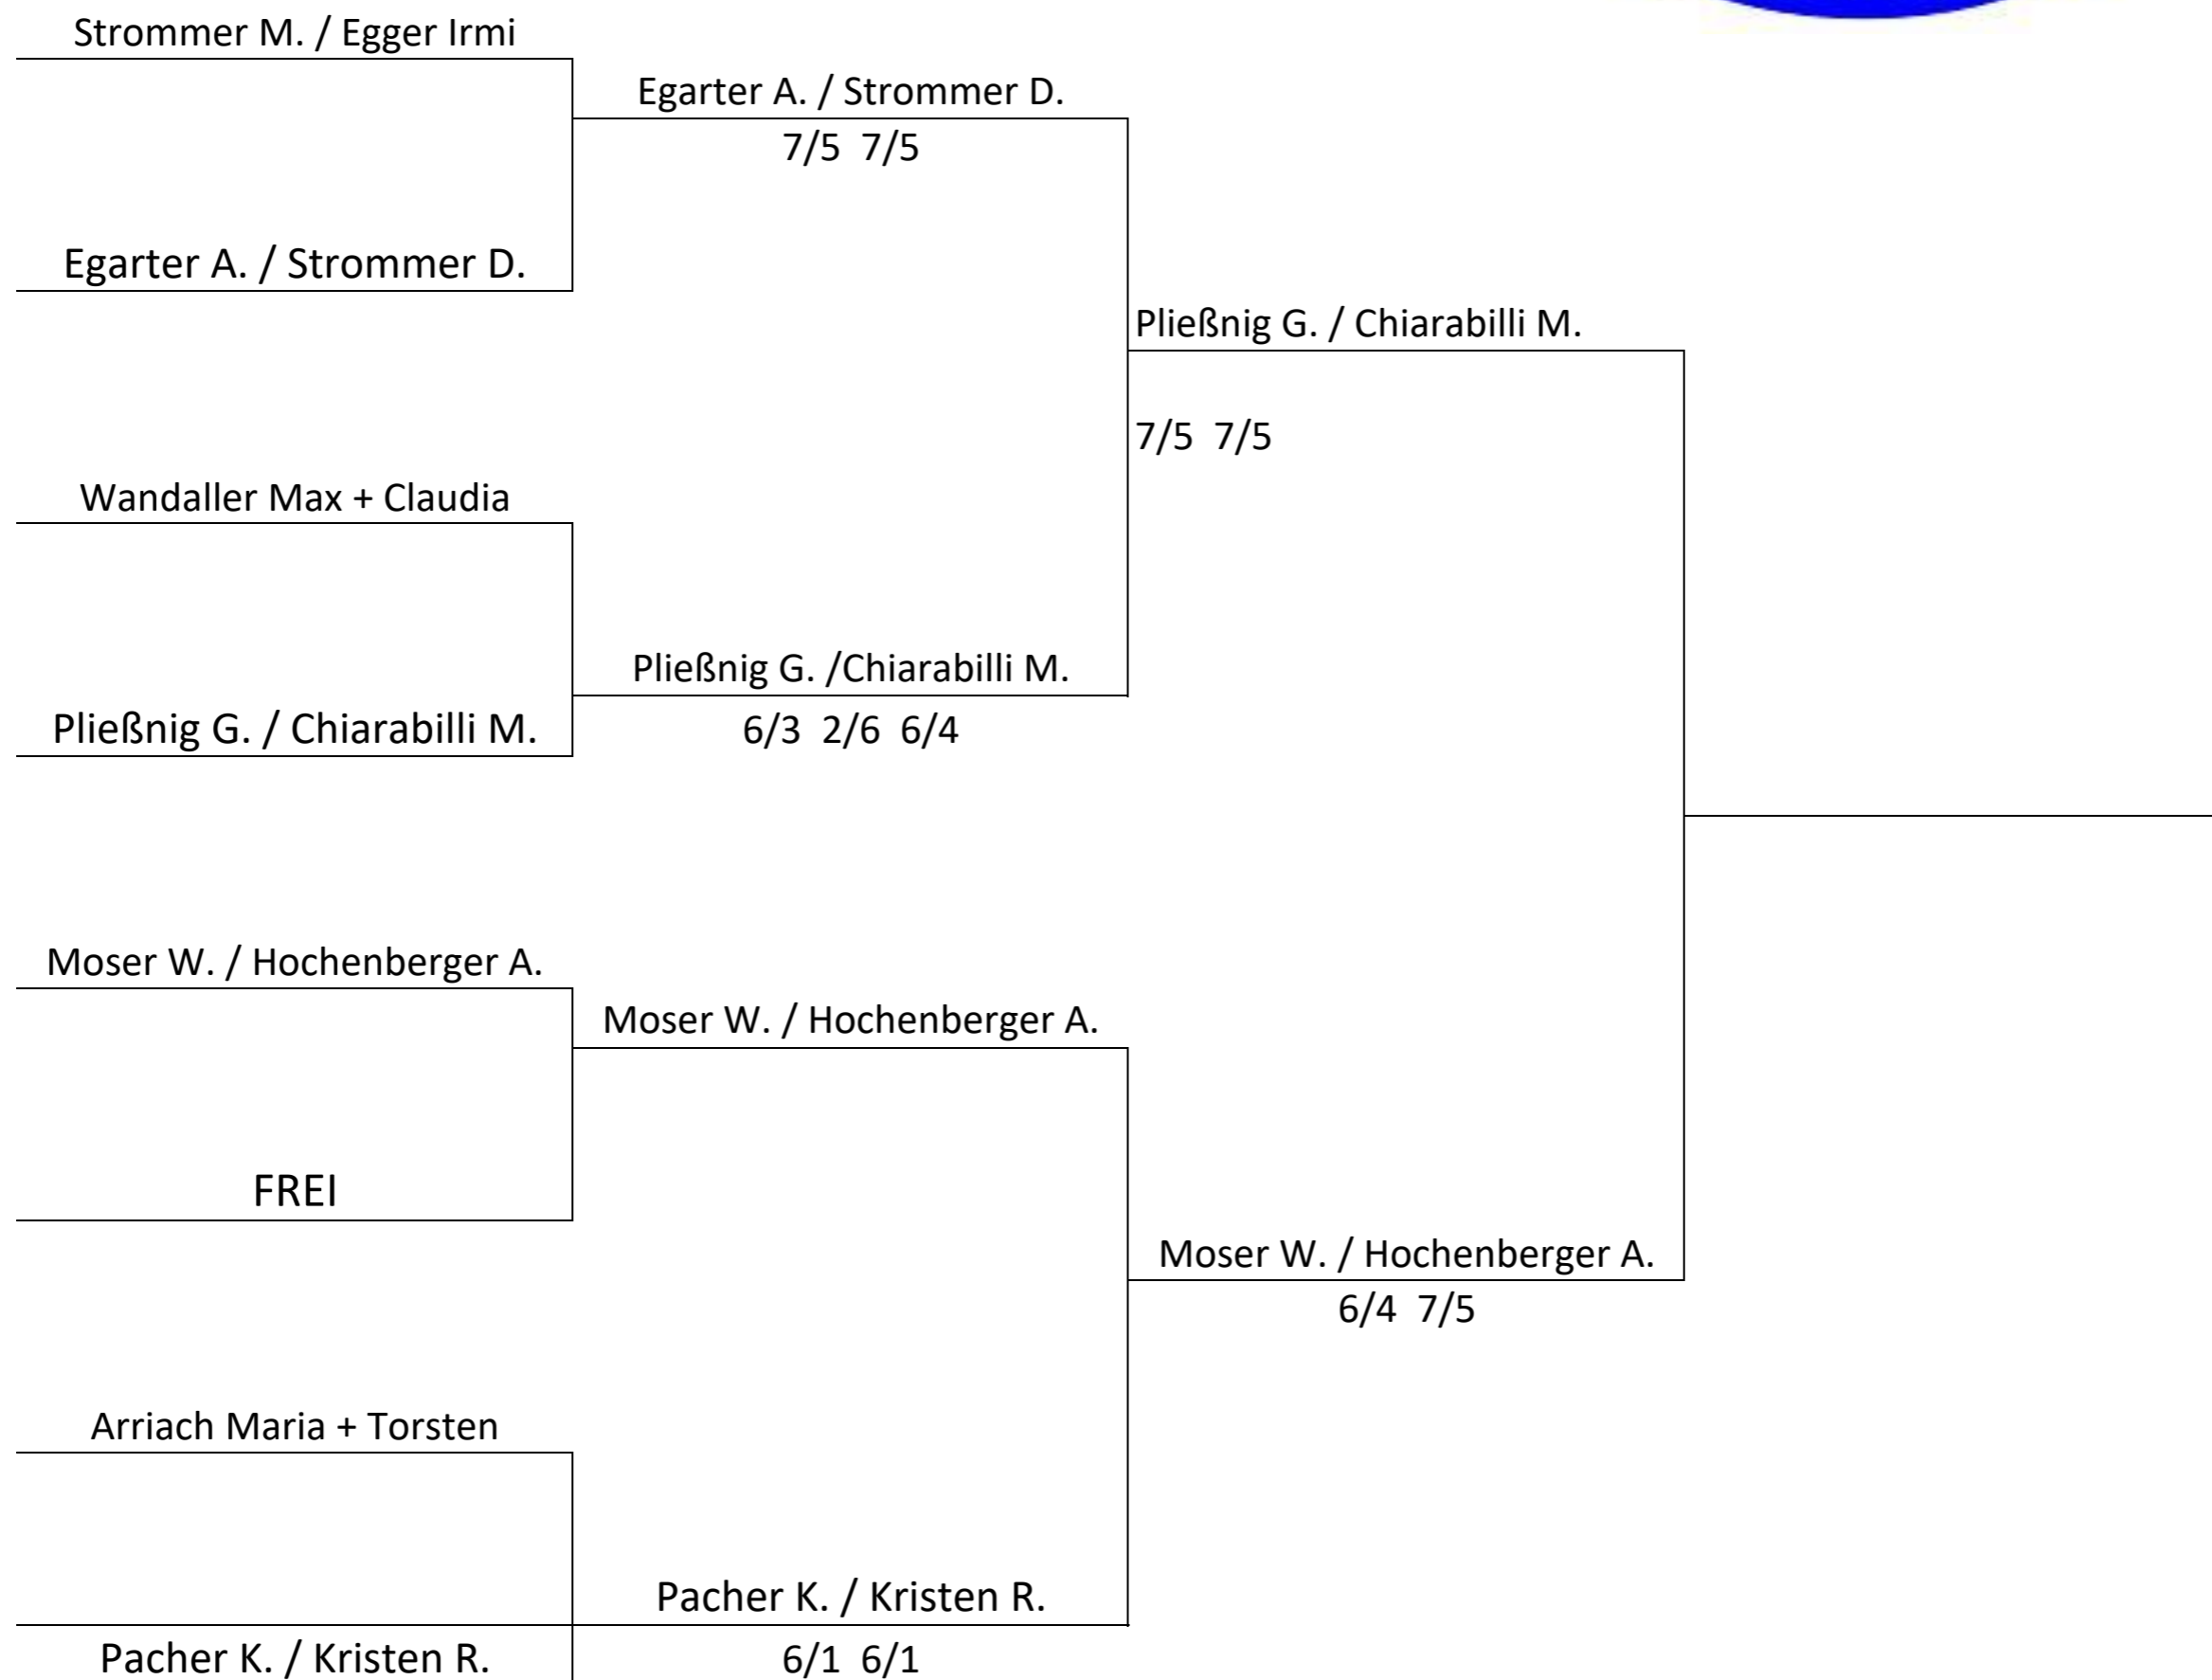 Strommer M. / Egger Irmi
Egarter A. / Strommer D.
7/5 7/5
Egarter A. / Strommer D.
Pließnig G. / Chiarabilli M.
7/5 7/5
Wandaller Max + Claudia
Pließnig G. /Chiarabilli M.
Pließnig G. / Chiarabilli M.
6/3 2/6 6/4
Moser W. / Hochenberger A.
Moser W. / Hochenberger A.
FREI
Moser W. / Hochenberger A.
6/4 7/5
Arriach Maria + Torsten
Pacher K. / Kristen R.
Pacher K. / Kristen R.
6/1 6/1